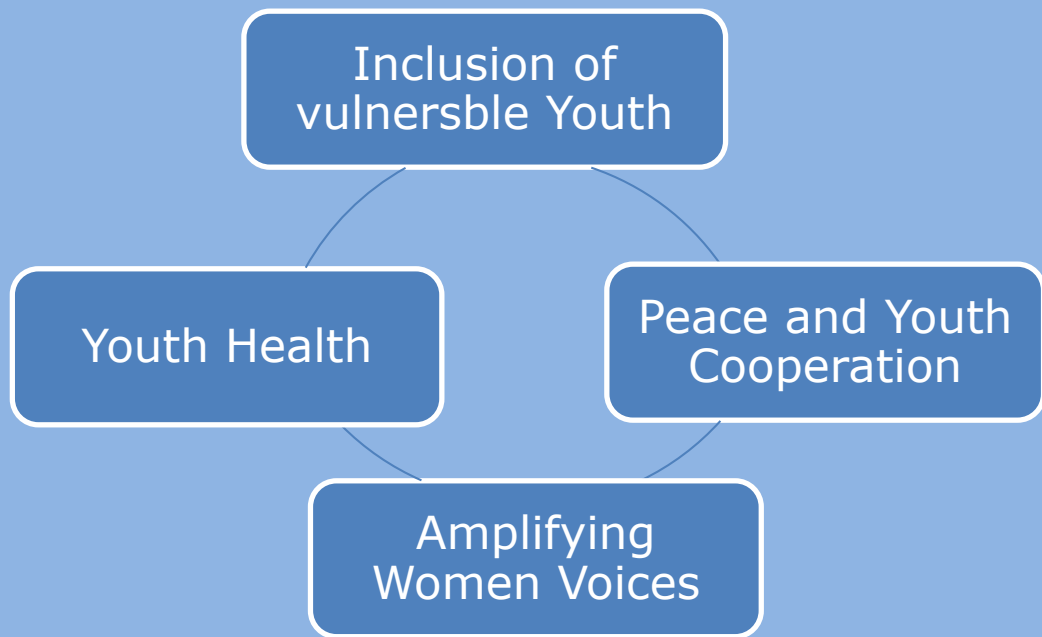 Inclusion of
vulnersble Youth
Peace and Youth
Cooperation
Amplifying
Women Voices
Youth Health